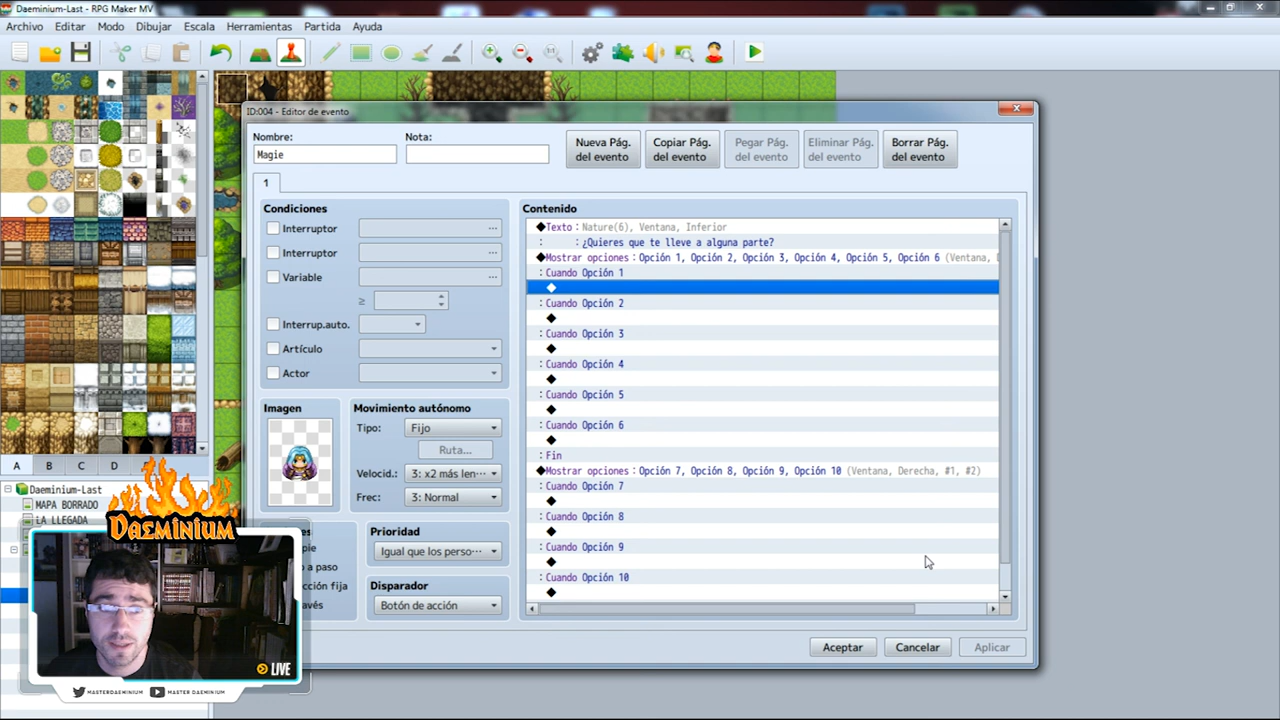 Daeminium-Last - RPG Maker MV
Archivo Editar Modo Dibujar Escala Herramientas Partida Ayuda
ID:004 - Editor de evento
Nombre:
Magie
Nota:
Nueva Pág. del evento
Copiar Pág. del evento
Pegar Pág. del evento
Eliminar Pág. del evento
Borrar Pág. del evento
1
Condiciones
Interruptor
Interruptor
Variable
≥
Interrup.auto.
Artículo
Actor
Imagen
Movimiento autónomo
Tipo: Fijo
Ruta...
Velocid.: 3: x2 más len···
Frec: 3: Normal
Prioridad
Igual que los perso···
Disparador
Botón de acción
Contenido
◆Texto : Nature(6), Ventana, Inferior
: : ¿Quieres que te lleve a alguna parte?
◆Mostrar opciones : Opción 1, Opción 2, Opción 3, Opción 4, Opción 5, Opción 6 (Ventana,
: Cuando Opción 1
◆
: Cuando Opción 2
◆
: Cuando Opción 3
◆
: Cuando Opción 4
◆
: Cuando Opción 5
◆
: Cuando Opción 6
◆
: Fin
◆Mostrar opciones : Opción 7, Opción 8, Opción 9, Opción 10 (Ventana, Derecha, #1, #2)
: Cuando Opción 7
◆
: Cuando Opción 8
◆
: Cuando Opción 9
◆
: Cuando Opción 10
◆
Aceptar Cancelar Aplicar
A B C D
Daeminium-Last
MAPA BORRADO
LA LLEGADA
DAEMINIUM
LIVE
MASTERDAEMINIUM MASTER DAEMINIUM